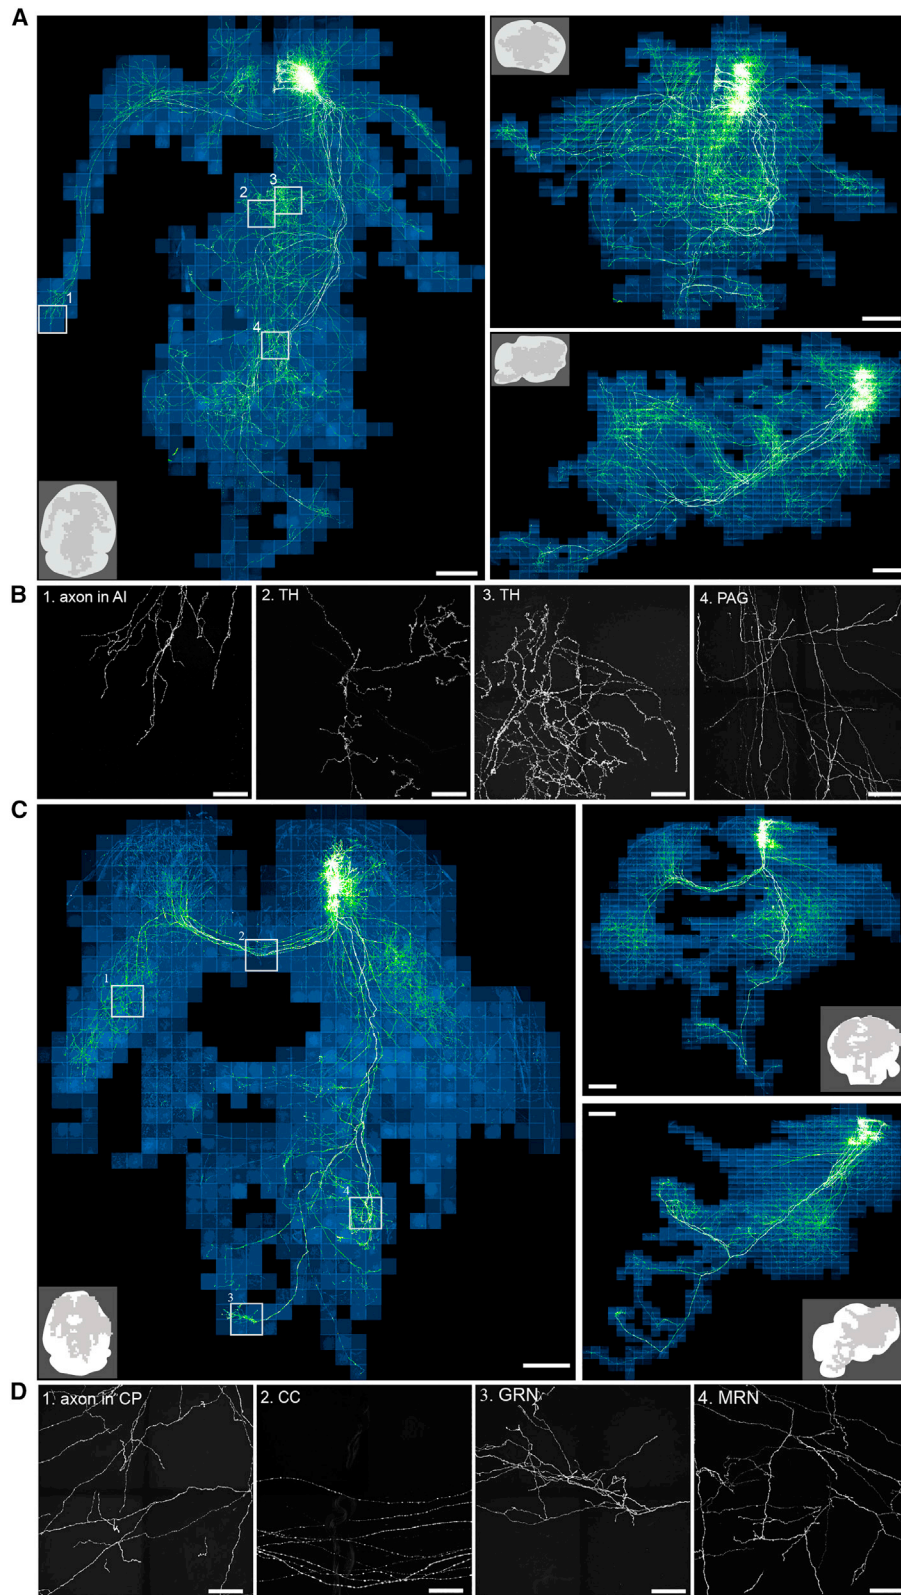 A
3
2
1
4
B
1. axon in AI
2. TH
3. TH
4. PAG
C
2
1
4
3
D
1. axon in CP
2. CC
3. GRN
4. MRN